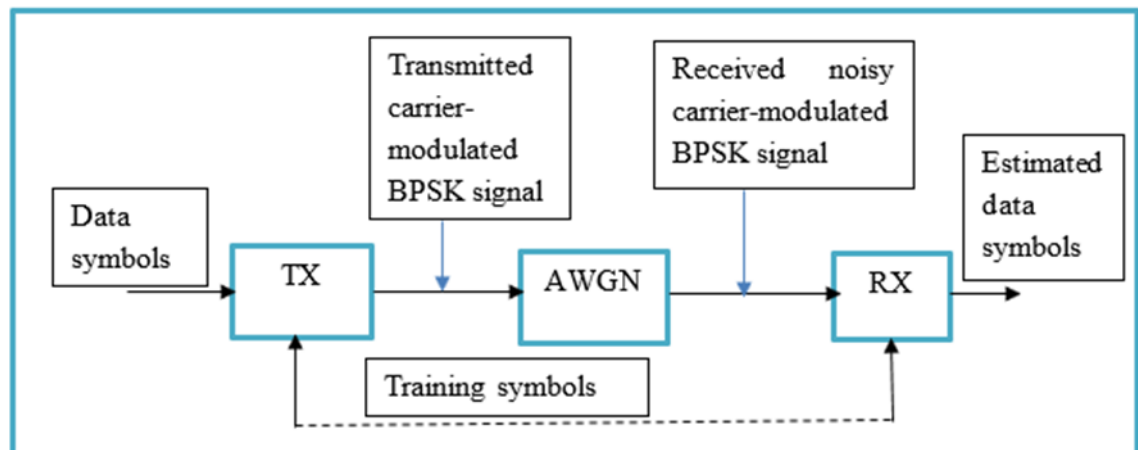 Transmitted
carrier-
modulated
BPSK signal
Received noisy
carrier-modulated
BPSK signal
Estimated
data
symbols
Data
symbols
TX
AWGN
RX
Training symbols